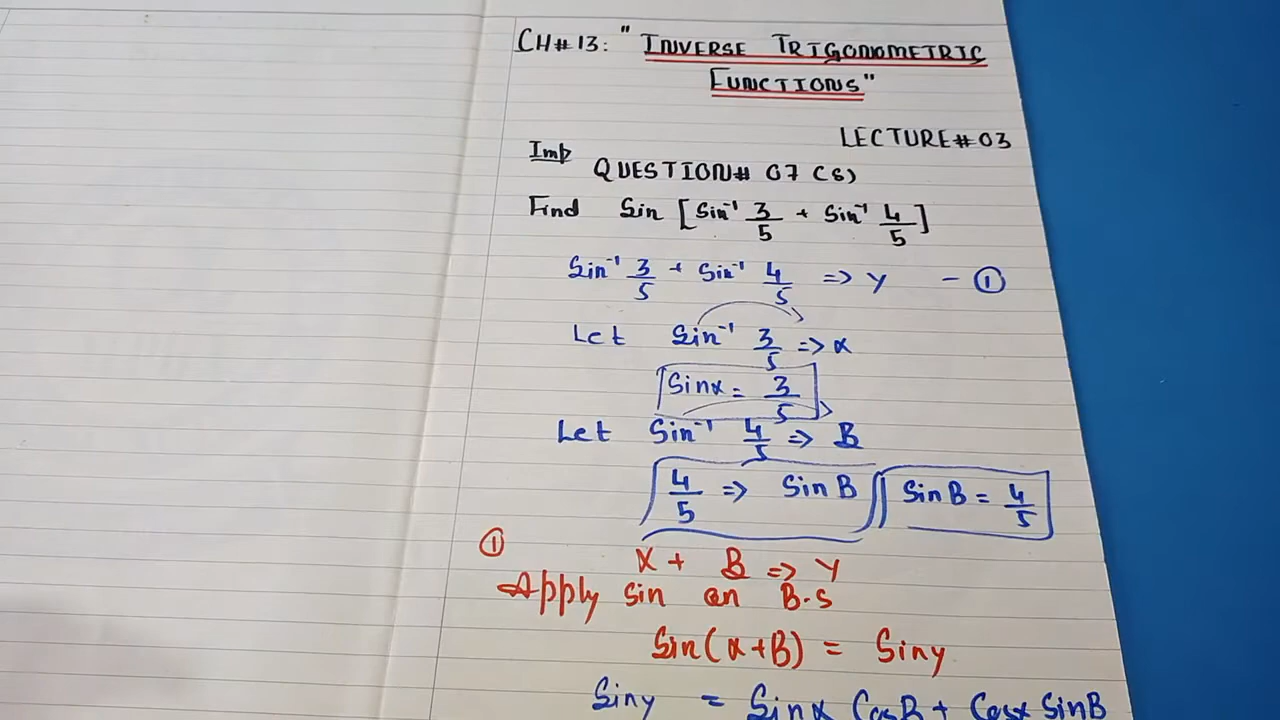 CH# 13: " INVERSE TRIGONOMETRIC
FUNCTIONS"
LECTURE# 03
Imp
QUESTION# 07 (8)
Find Sin [Sin⁻¹ 3/5 + Sin⁻¹ 4/5]
Sin⁻¹ 3/5 + Sin⁻¹ 4/5 => y - ①
Let Sin⁻¹ 3/5 => α
Sinα = 3/5
Let Sin⁻¹ 4/5 => B
4/5 => Sin B Sin B = 4/5
①
α + B => y
Apply sin on B.S
Sin(α+B) = Siny
Siny = Sinα CosB + Cosα SinB